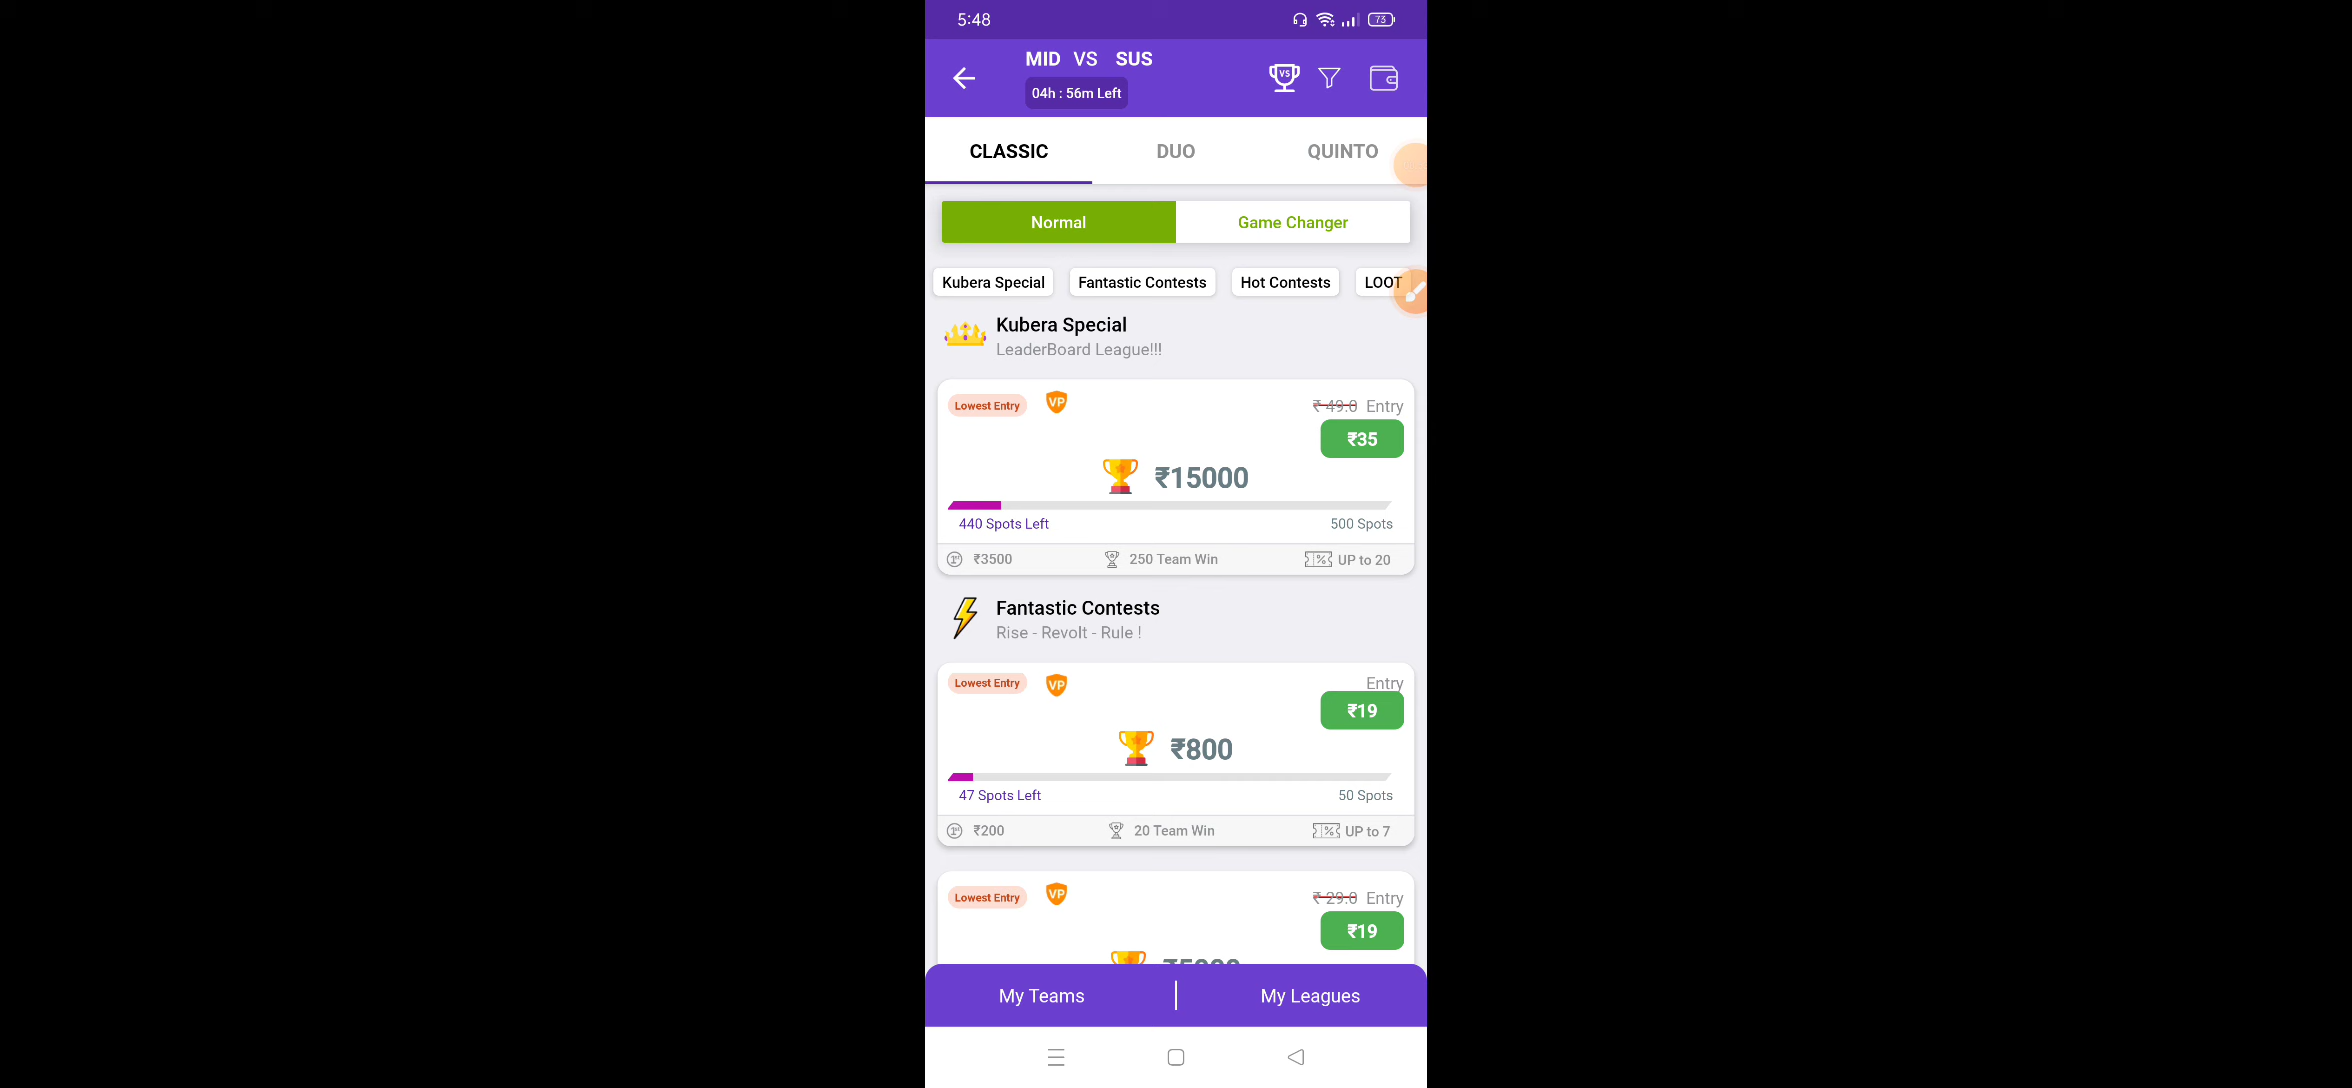 5:48
73
MID VS SUS
04h : 56m Left
VS
CLASSIC DUO QUINTO
Normal Game Changer
Kubera Special Fantastic Contests Hot Contests LOOT
Kubera Special
LeaderBoard League!!!
Lowest Entry VP ₹ 49.0 Entry
₹35
₹15000
440 Spots Left 500 Spots
1st ₹3500 250 Team Win % UP to 20
Fantastic Contests
Rise - Revolt - Rule !
Lowest Entry VP Entry
₹19
₹800
47 Spots Left 50 Spots
1st ₹200 20 Team Win % UP to 7
Lowest Entry VP ₹ 29.0 Entry
₹19
My Teams My Leagues